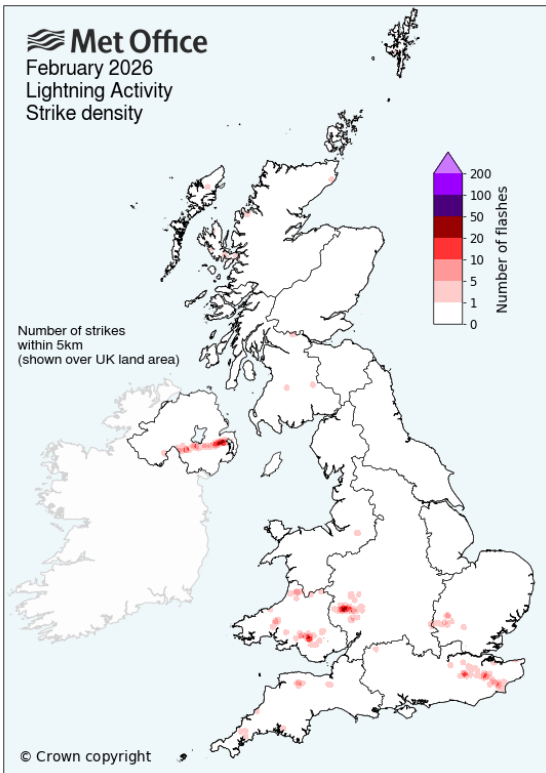 Met Office
February 2026
Lightning Activity
Strike density
200
100
50
20
10
5
1
0
Number of flashes
Number of strikes
within 5km
(shown over UK land area)
© Crown copyright